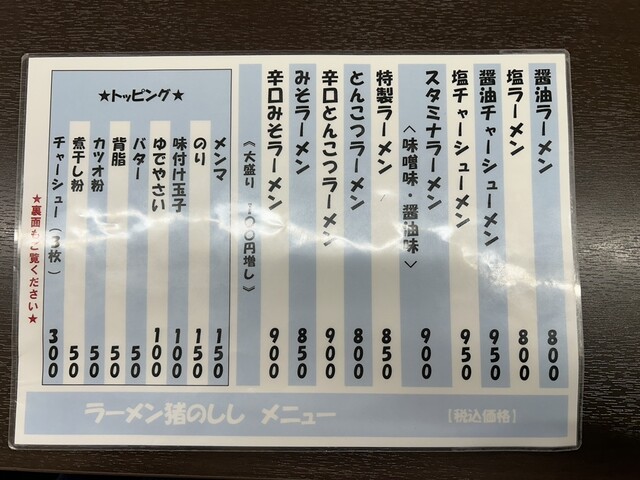 醤油ラーメン 800
塩ラーメン 800
醤油チャーシューメン 950
塩チャーシューメン 950
スタミナラーメン 900
<味噌味・醤油味>
特製ラーメン 850
とんこつラーメン 800
辛口とんこつラーメン 900
みそラーメン 850
辛口みそラーメン 900
《大盛り 100円増し》
★トッピング★
メンマ 150
のり 150
味付け玉子 100
ゆでやさい 100
バター 50
背脂 50
カツオ粉 50
煮干し粉 50
チャーシュー(3枚) 300
★裏面もご覧ください★
ラーメン猪のしし メニュー
[税込価格]